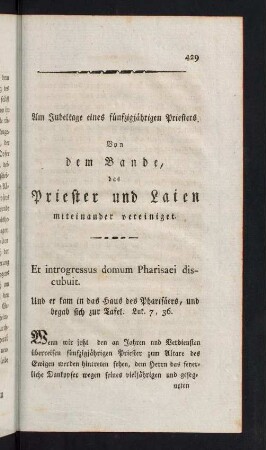 429
Am Jubeltage eines fünfzigjährigen Priesters.
Von
dem Bande,
das
Priester und Laien
miteinander vereiniget.
Et introgressus domum Pharisaei dis-
cubuit.
Und er kam in das Haus des Pharisäers, und
begab sich zur Tafel. Luk. 7, 36.
Wenn wir jetzt den an Jahren und Verdiensten
überreifen fünfzigjährigen Priester zum Altare des
Ewigen werden hintreten sehen, dem Herrn das feyer-
liche Dankopfer wegen seines vieljährigen und geseg-
neten